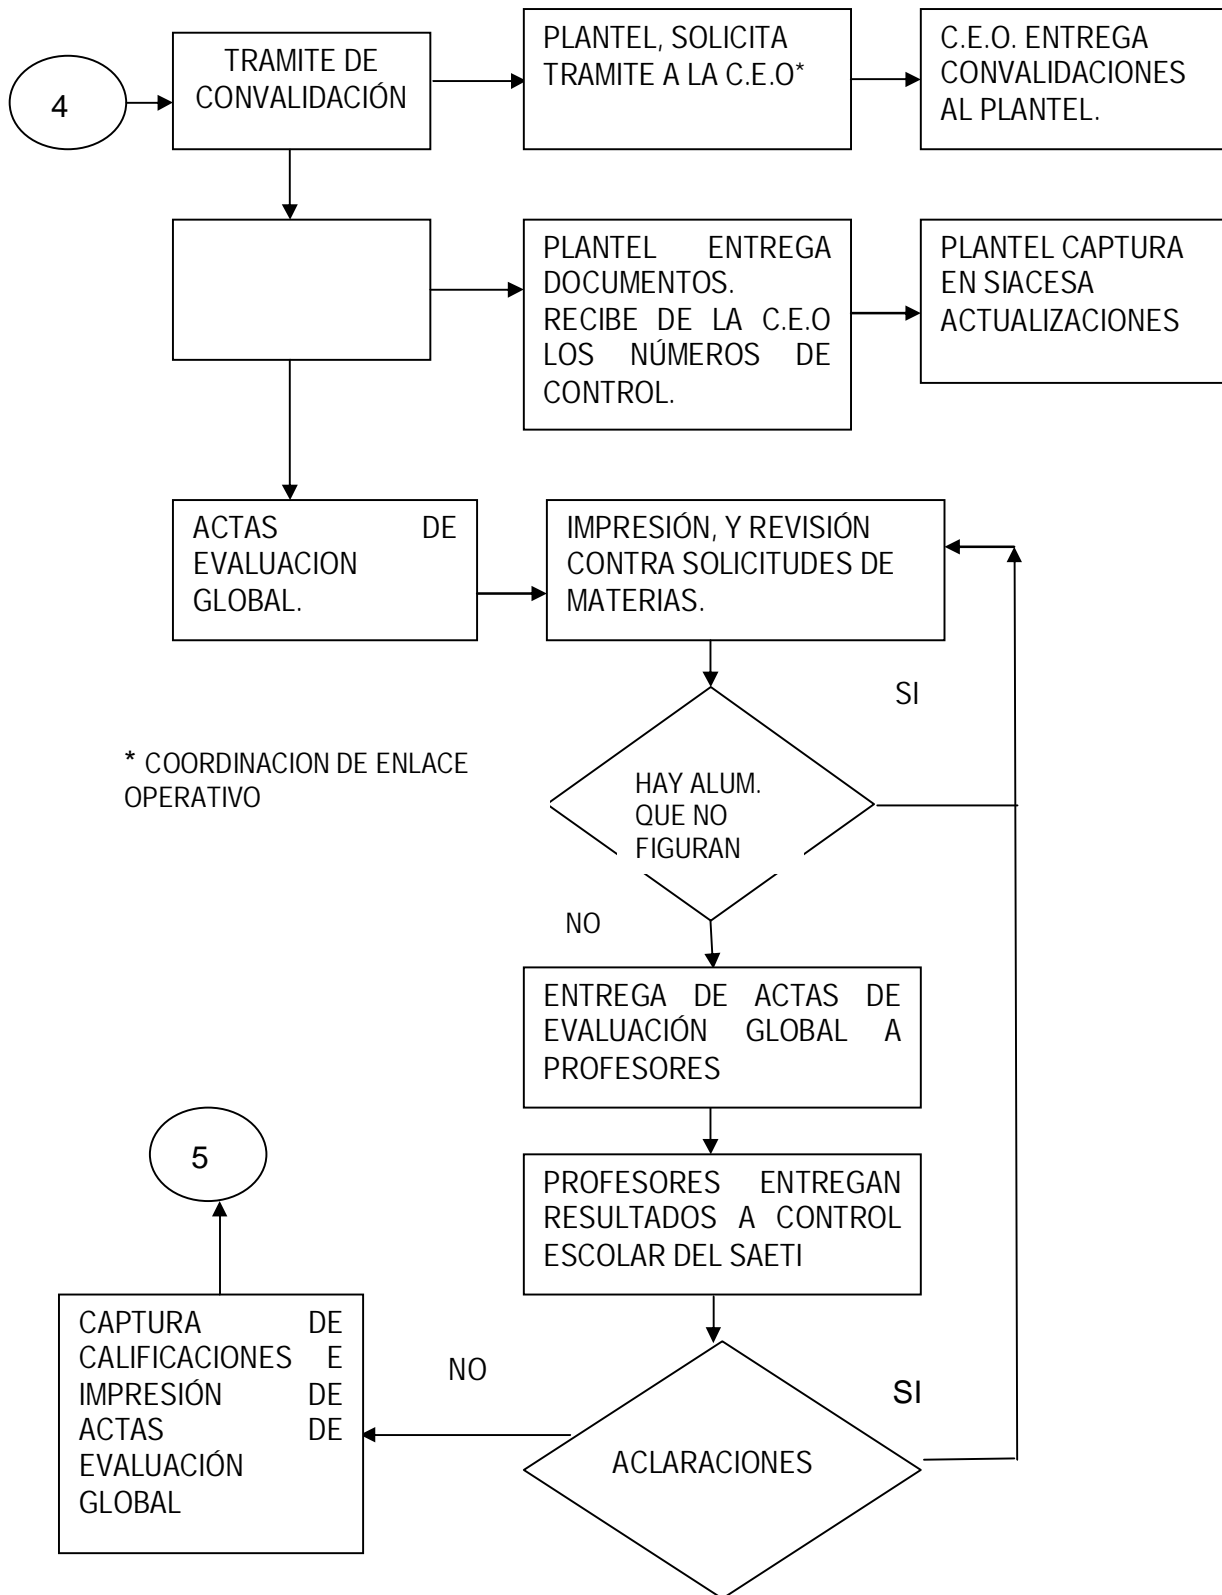 4
TRAMITE DE
CONVALIDACIÓN
PLANTEL, SOLICITA
TRAMITE A LA C.E.O*
C.E.O. ENTREGA
CONVALIDACIONES
AL PLANTEL.
PLANTEL ENTREGA
DOCUMENTOS.
RECIBE DE LA C.E.O
LOS NÚMEROS DE
CONTROL.
PLANTEL CAPTURA
EN SIACESA
ACTUALIZACIONES
ACTAS DE
EVALUACION
GLOBAL.
IMPRESIÓN, Y REVISIÓN
CONTRA SOLICITUDES DE
MATERIAS.
SI
* COORDINACION DE ENLACE
OPERATIVO
HAY ALUM.
QUE NO
FIGURAN
NO
ENTREGA DE ACTAS DE
EVALUACIÓN GLOBAL A
PROFESORES
5
PROFESORES ENTREGAN
RESULTADOS A CONTROL
ESCOLAR DEL SAETI
CAPTURA DE
CALIFICACIONES E
IMPRESIÓN DE
ACTAS DE
EVALUACIÓN
GLOBAL
NO
SI
ACLARACIONES